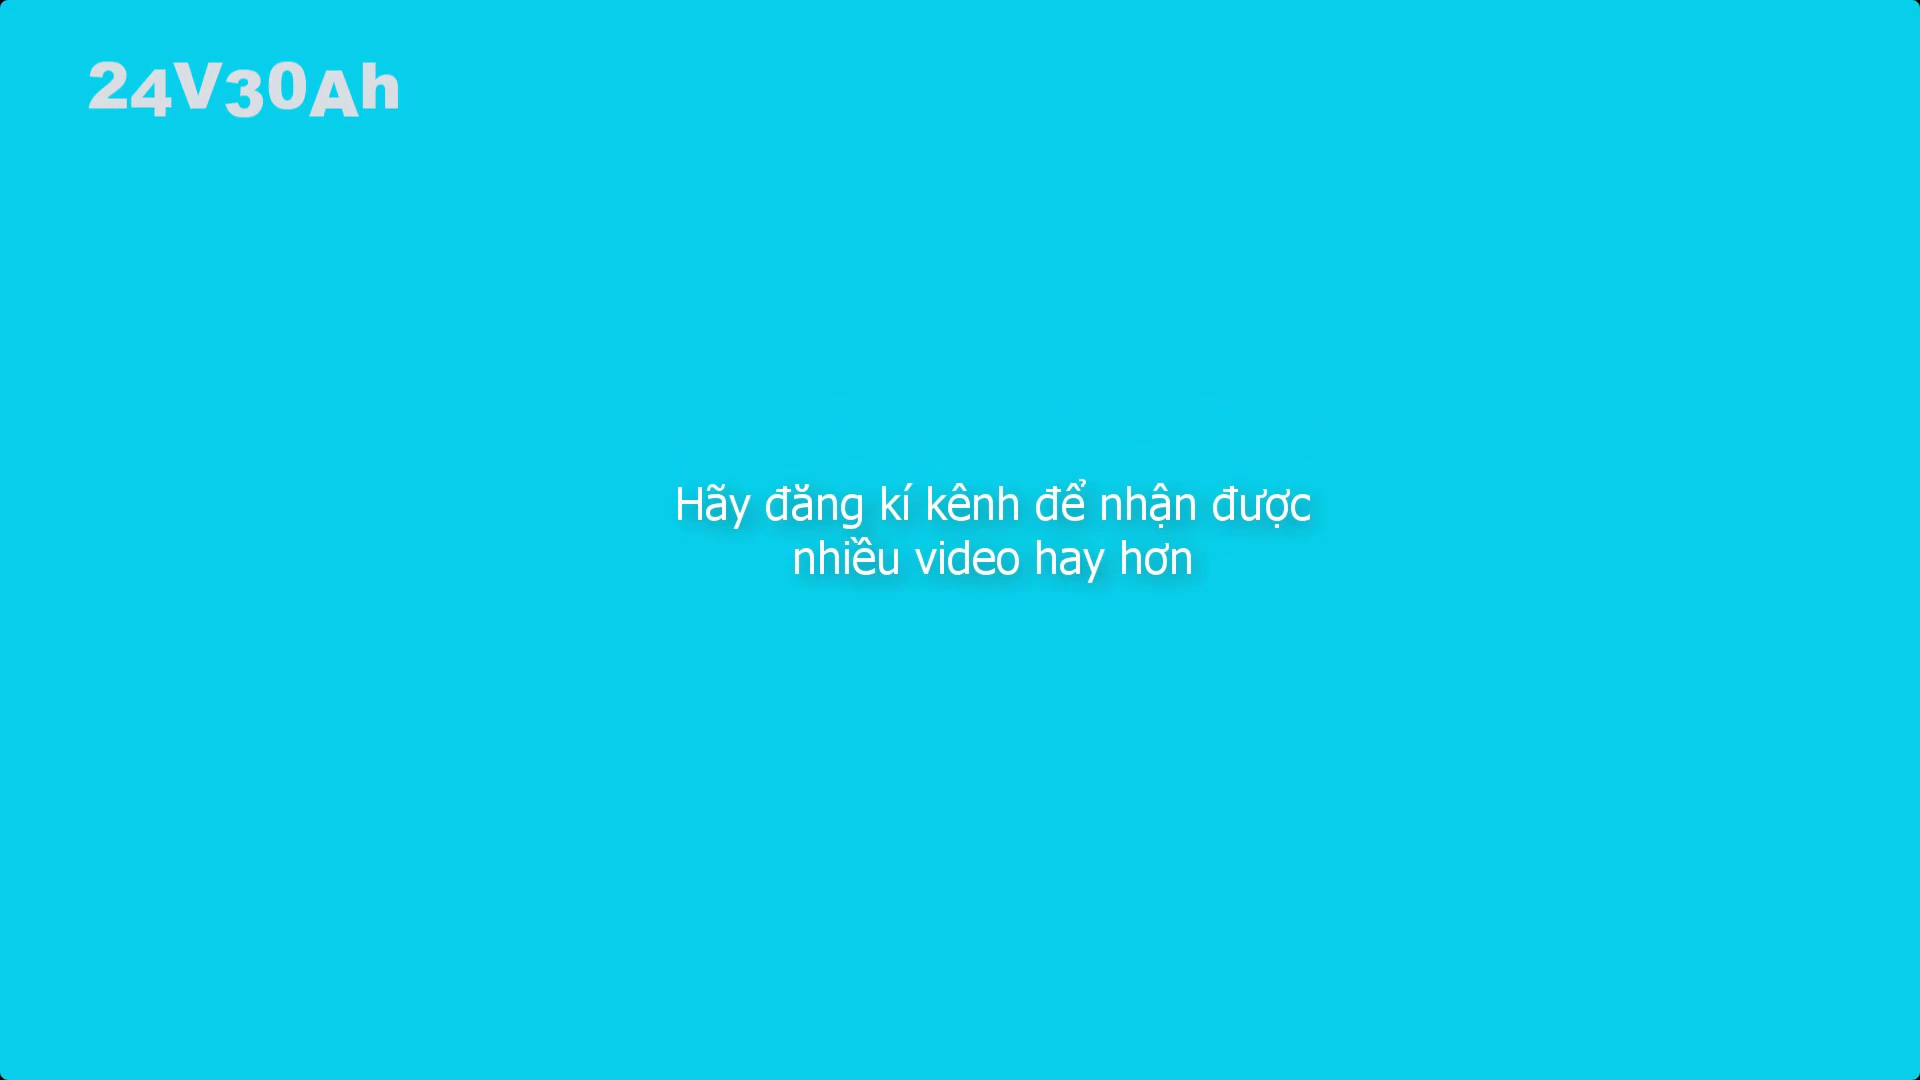 24V30Ah
Hãy đăng kí kênh để nhận được
nhiều video hay hơn